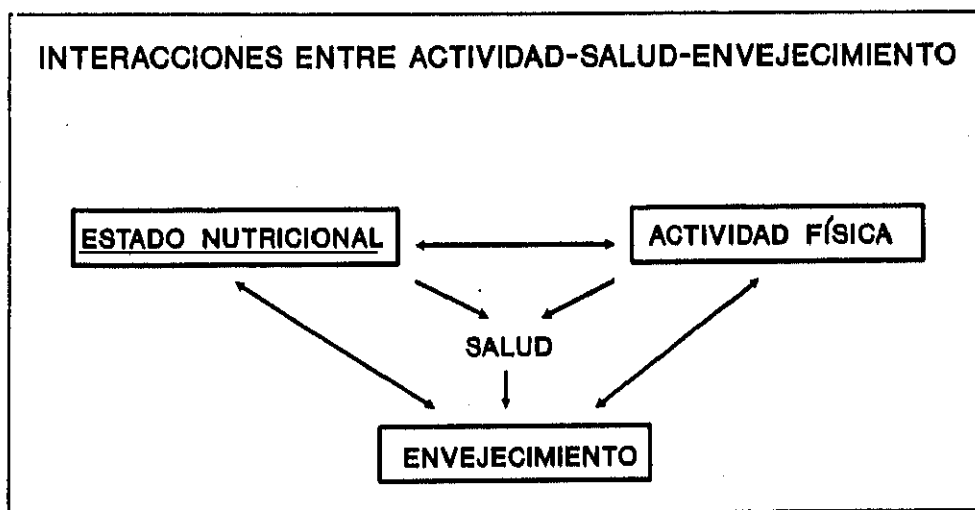 INTERACCIONES ENTRE ACTIVIDAD-SALUD-ENVEJECIMIENTO
ESTADO NUTRICIONAL
ACTIVIDAD FÍSICA
SALUD
ENVEJECIMIENTO